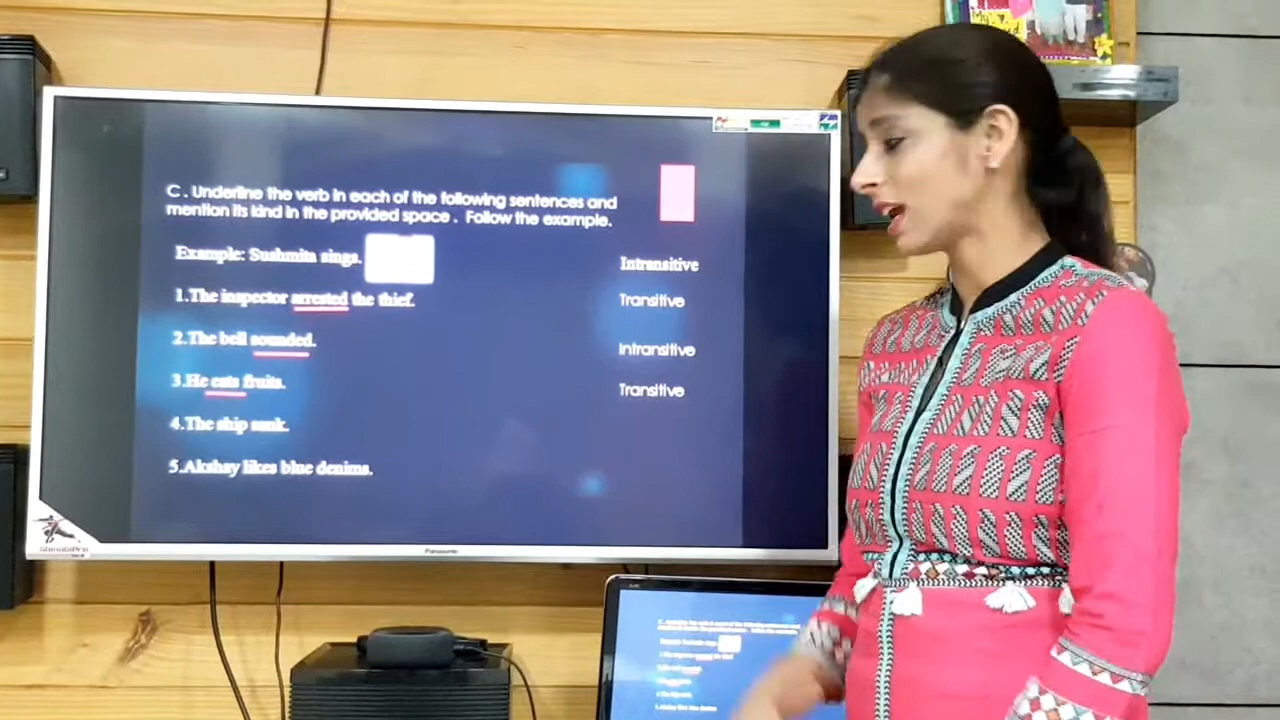 C . Underline the verb in each of the following sentences and
mention its kind in the provided space . Follow the example.
Example: Sushmita sings.
Intransitive
1.The inspector arrested the thief.
Transitive
2.The bell sounded.
Intransitive
3.He eats fruits.
Transitive
4.The ship sank.
5.Akshay likes blue denims.
Panasonic